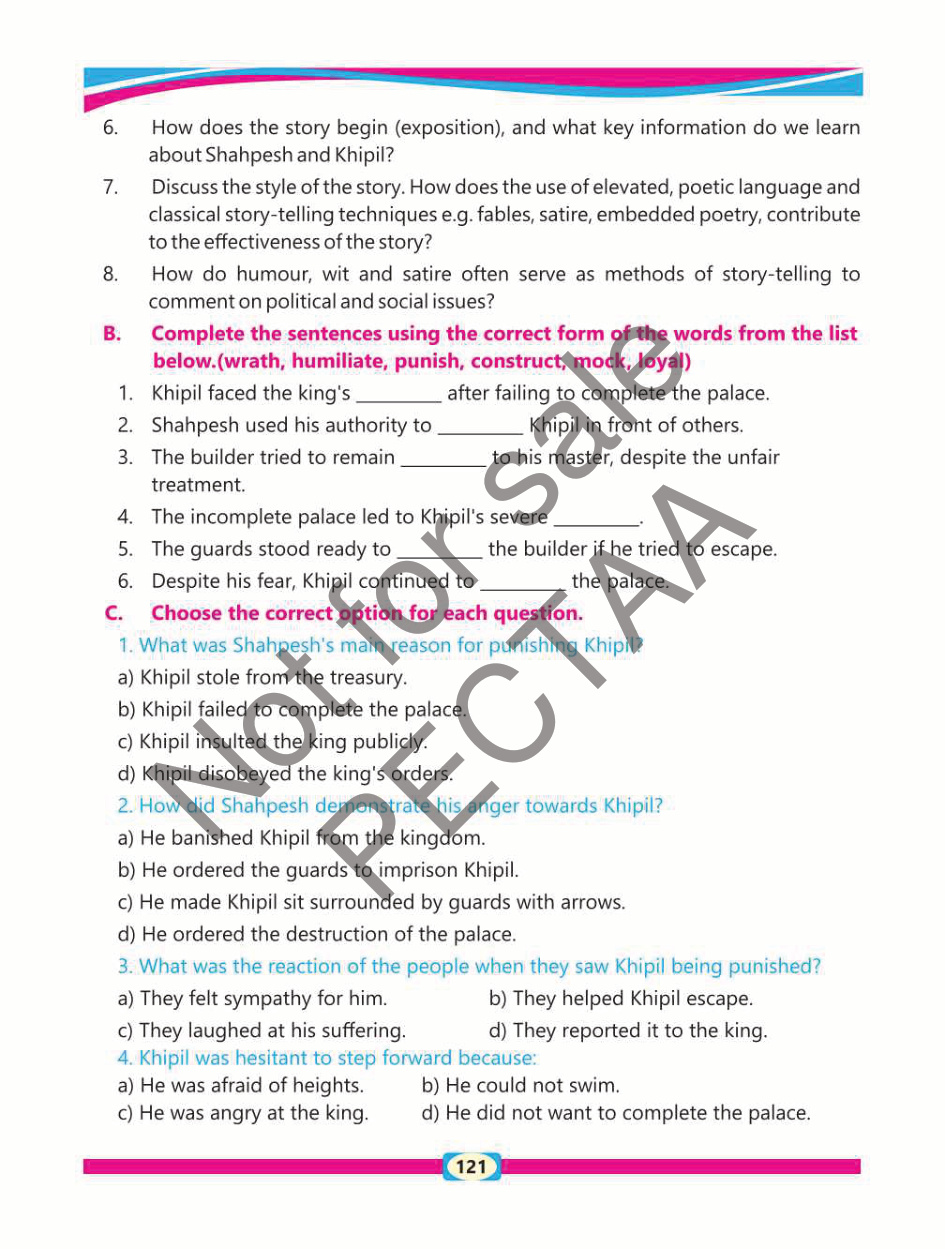 6. How does the story begin (exposition), and what key information do we learn
about Shahpesh and Khipil?
7. Discuss the style of the story. How does the use of elevated, poetic language and
classical story-telling techniques e.g. fables, satire, embedded poetry, contribute
to the effectiveness of the story?
8. How do humour, wit and satire often serve as methods of story-telling to
comment on political and social issues?
B. Complete the sentences using the correct form of the words from the list
below.(wrath, humiliate, punish, construct, mock, loyal)
1. Khipil faced the king's ________ after failing to complete the palace.
2. Shahpesh used his authority to ________ Khipil in front of others.
3. The builder tried to remain ________ to his master, despite the unfair
treatment.
4. The incomplete palace led to Khipil's severe ________.
5. The guards stood ready to ________ the builder if he tried to escape.
6. Despite his fear, Khipil continued to ________ the palace.
C. Choose the correct option for each question.
1. What was Shahpesh's main reason for punishing Khipil?
a) Khipil stole from the treasury.
b) Khipil failed to complete the palace.
c) Khipil insulted the king publicly.
d) Khipil disobeyed the king's orders.
2. How did Shahpesh demonstrate his anger towards Khipil?
a) He banished Khipil from the kingdom.
b) He ordered the guards to imprison Khipil.
c) He made Khipil sit surrounded by guards with arrows.
d) He ordered the destruction of the palace.
3. What was the reaction of the people when they saw Khipil being punished?
a) They felt sympathy for him. b) They helped Khipil escape.
c) They laughed at his suffering. d) They reported it to the king.
4. Khipil was hesitant to step forward because:
a) He was afraid of heights. b) He could not swim.
c) He was angry at the king. d) He did not want to complete the palace.
121
Not for sale
PECTAA